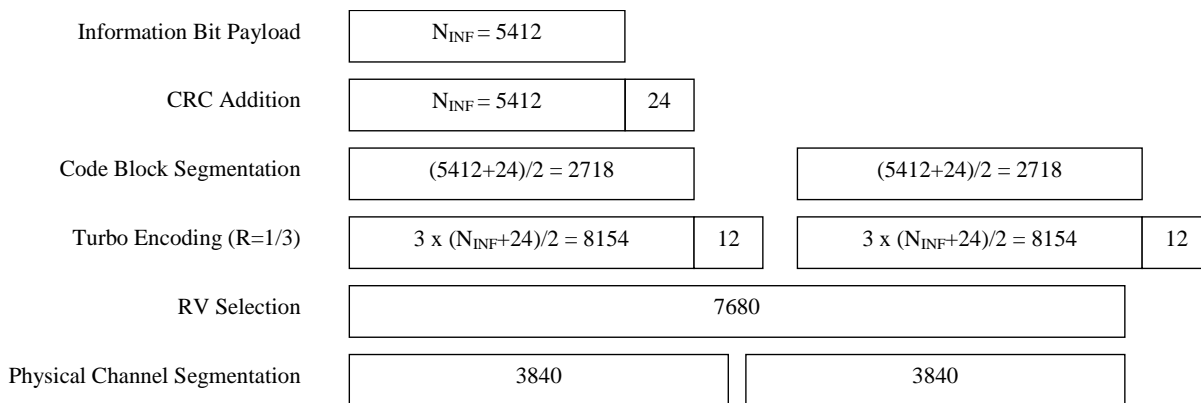 Information Bit Payload N_INF = 5412
CRC Addition N_INF = 5412 24
Code Block Segmentation (5412+24)/2 = 2718 (5412+24)/2 = 2718
Turbo Encoding (R=1/3) 3 x (N_INF+24)/2 = 8154 12 3 x (N_INF+24)/2 = 8154 12
RV Selection 7680
Physical Channel Segmentation 3840 3840